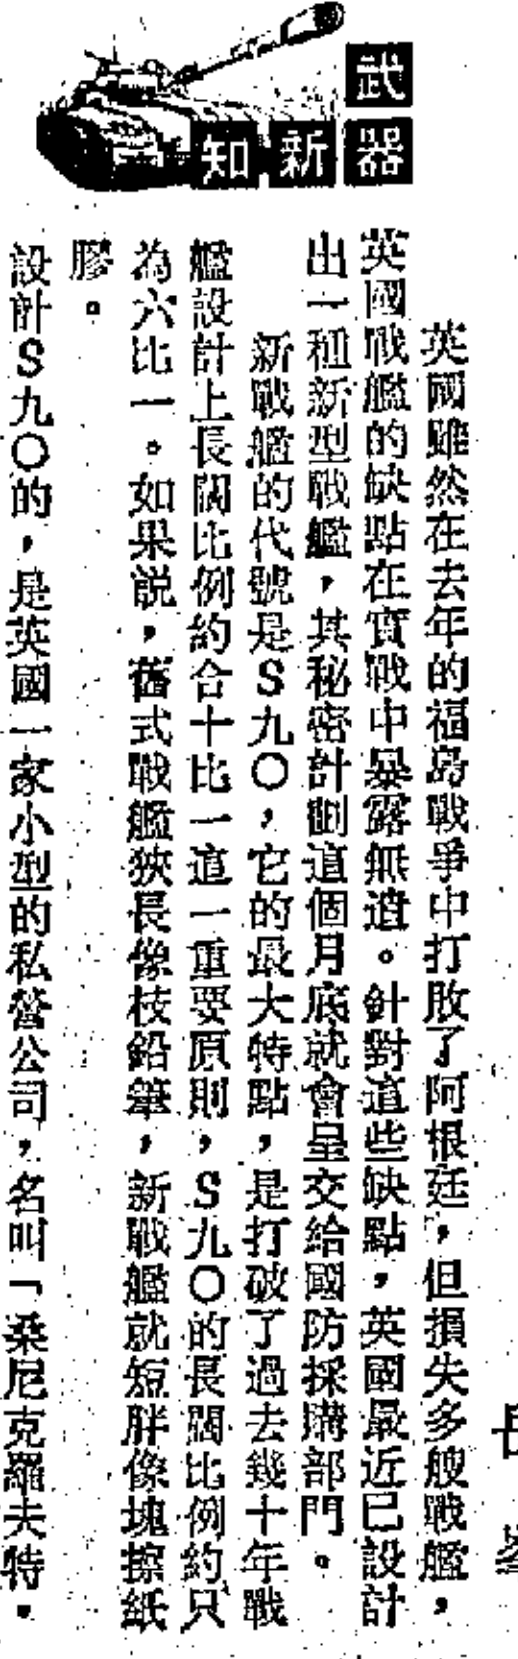 武器新知
英國雖然在去年的福島戰爭中打敗了阿根廷，但損失多艘戰艦，
英國戰艦的缺點在實戰中暴露無遺。針對這些缺點，英國最近已設計
出一種新型戰艦，其秘密計劃這個月底就會呈交給國防採購部門。
新戰艦的代號是S九〇，它的最大特點，是打破了過去幾十年戰
艦設計上長闊比例約合十比一這一重要原則，S九〇的長闊比例約只
為六比一。如果説，舊式戰艦狹長像枝鉛筆，新戰艦就短胖像塊擦紙
膠。
設計S九〇的，是英國一家小型的私營公司，名叫「桑尼克羅夫特·